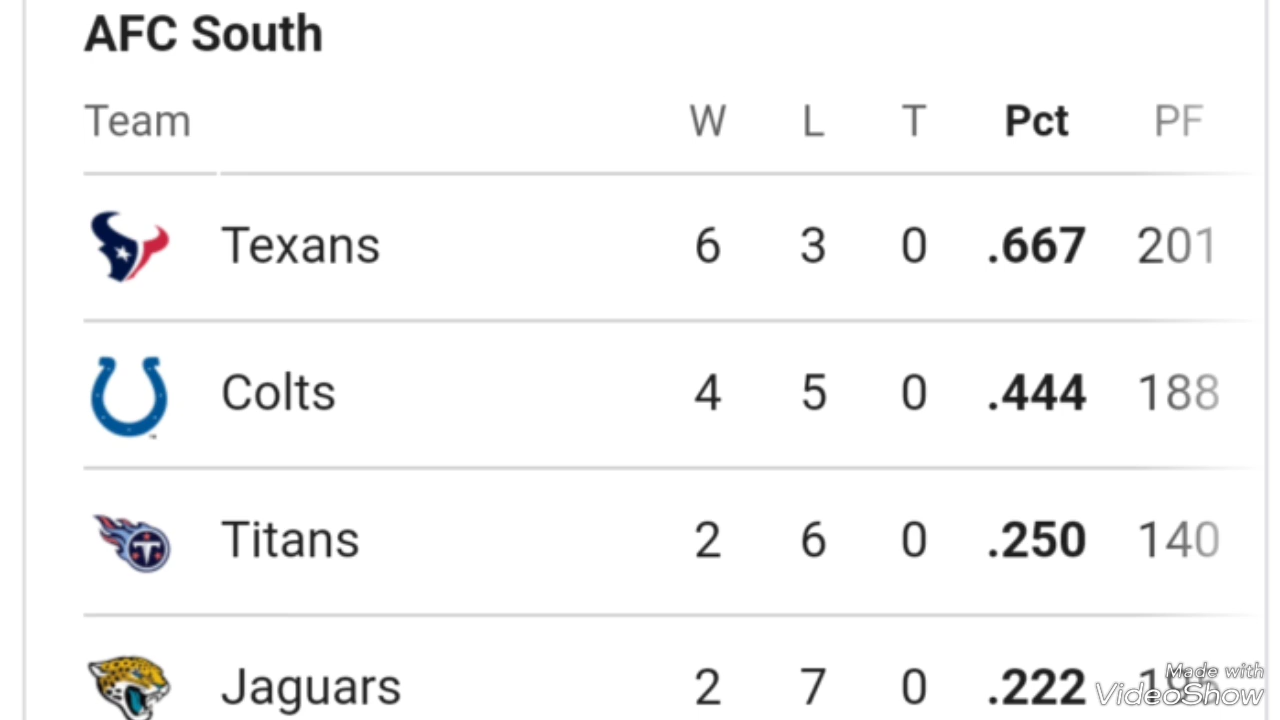 AFC South
Team W L T Pct PF
Texans 6 3 0 .667 201
Colts 4 5 0 .444 188
Titans 2 6 0 .250 140
Jaguars 2 7 0 .222
Made with
VideoShow